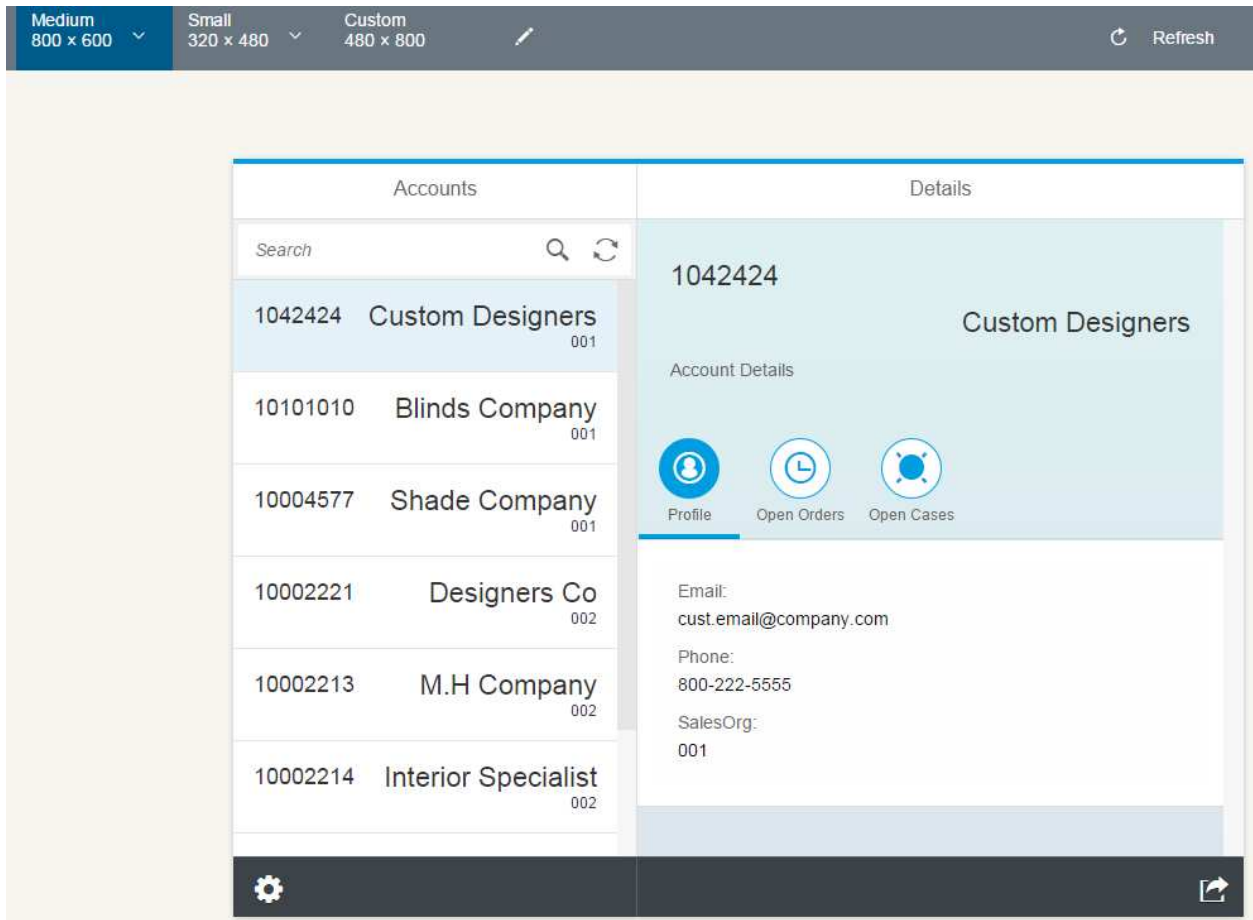 Medium
800 × 600
Small
320 × 480
Custom
480 × 800
Refresh
Accounts
Search
1042424 Custom Designers
001
10101010 Blinds Company
001
10004577 Shade Company
001
10002221 Designers Co
002
10002213 M.H Company
002
10002214 Interior Specialist
002
Details
1042424
Custom Designers
Account Details
Profile Open Orders Open Cases
Email:
cust.email@company.com
Phone:
800-222-5555
SalesOrg:
001